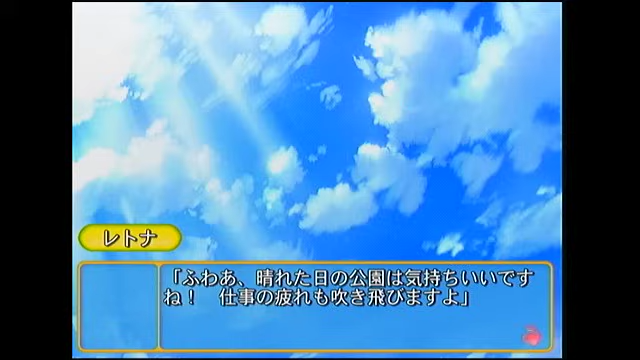 レトナ
「ふわあ、晴れた日の公園は気持ちいいです
ね！　仕事の疲れも吹き飛びますよ」